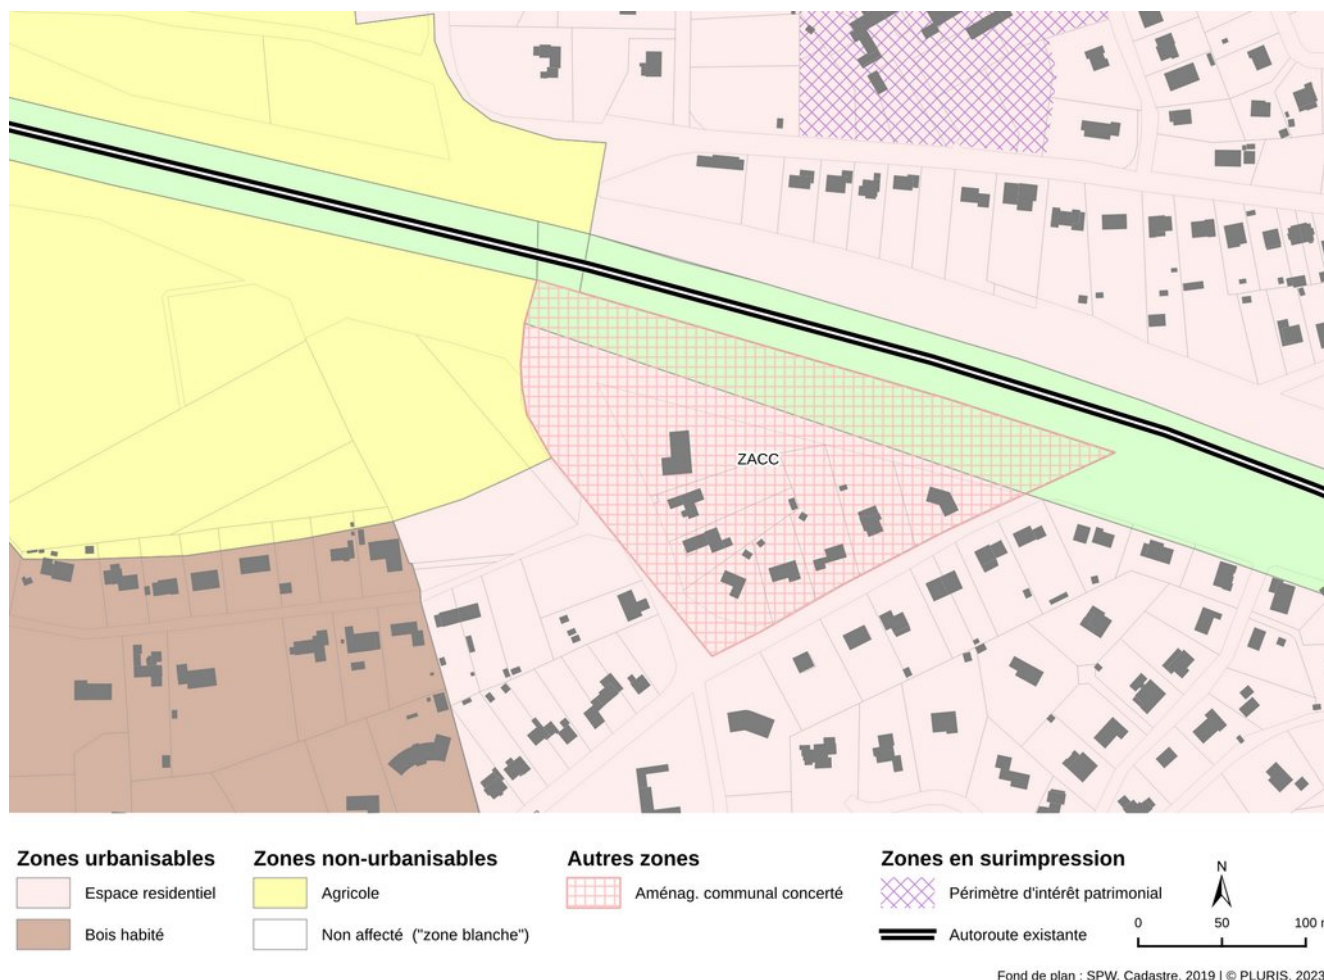 ZACC
Zones urbanisables
Espace residentiel
Bois habité
Zones non-urbanisables
Agricole
Non affecté ("zone blanche")
Autres zones
Aménag. communal concerté
Zones en surimpression
Périmètre d'intérêt patrimonial
Autoroute existante
N
0 50 100 m
Fond de plan : SPW, Cadastre, 2019 | © PLURIS, 2023